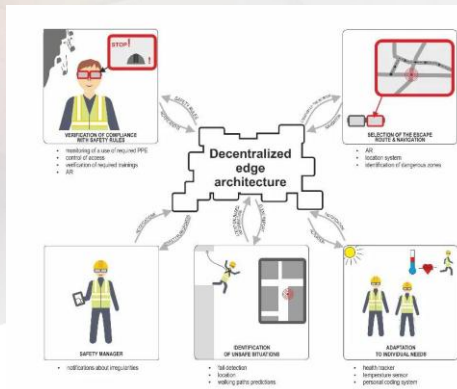 STOP!
!
VERIFICATION OF COMPLIANCE
WITH SAFETY RULES
• monitoring of a use of required PPE
• control of access
• verification of required trainings
• AR
SELECTION OF THE ESCAPE
ROUTE & NAVIGATION
• AR
• location system
• identification of dangerous zones
SAFETY RULES
Decentralized
edge
architecture
SAFETY MANAGER
• notifications about irregularities
IDENTIFICATION
OF UNSAFE SITUATIONS
• fall detection
• location
• walking paths predictions
ADAPTATION
TO INDIVIDUAL NEEDS
• health tracker
• temperature sensor
• personal cooling system